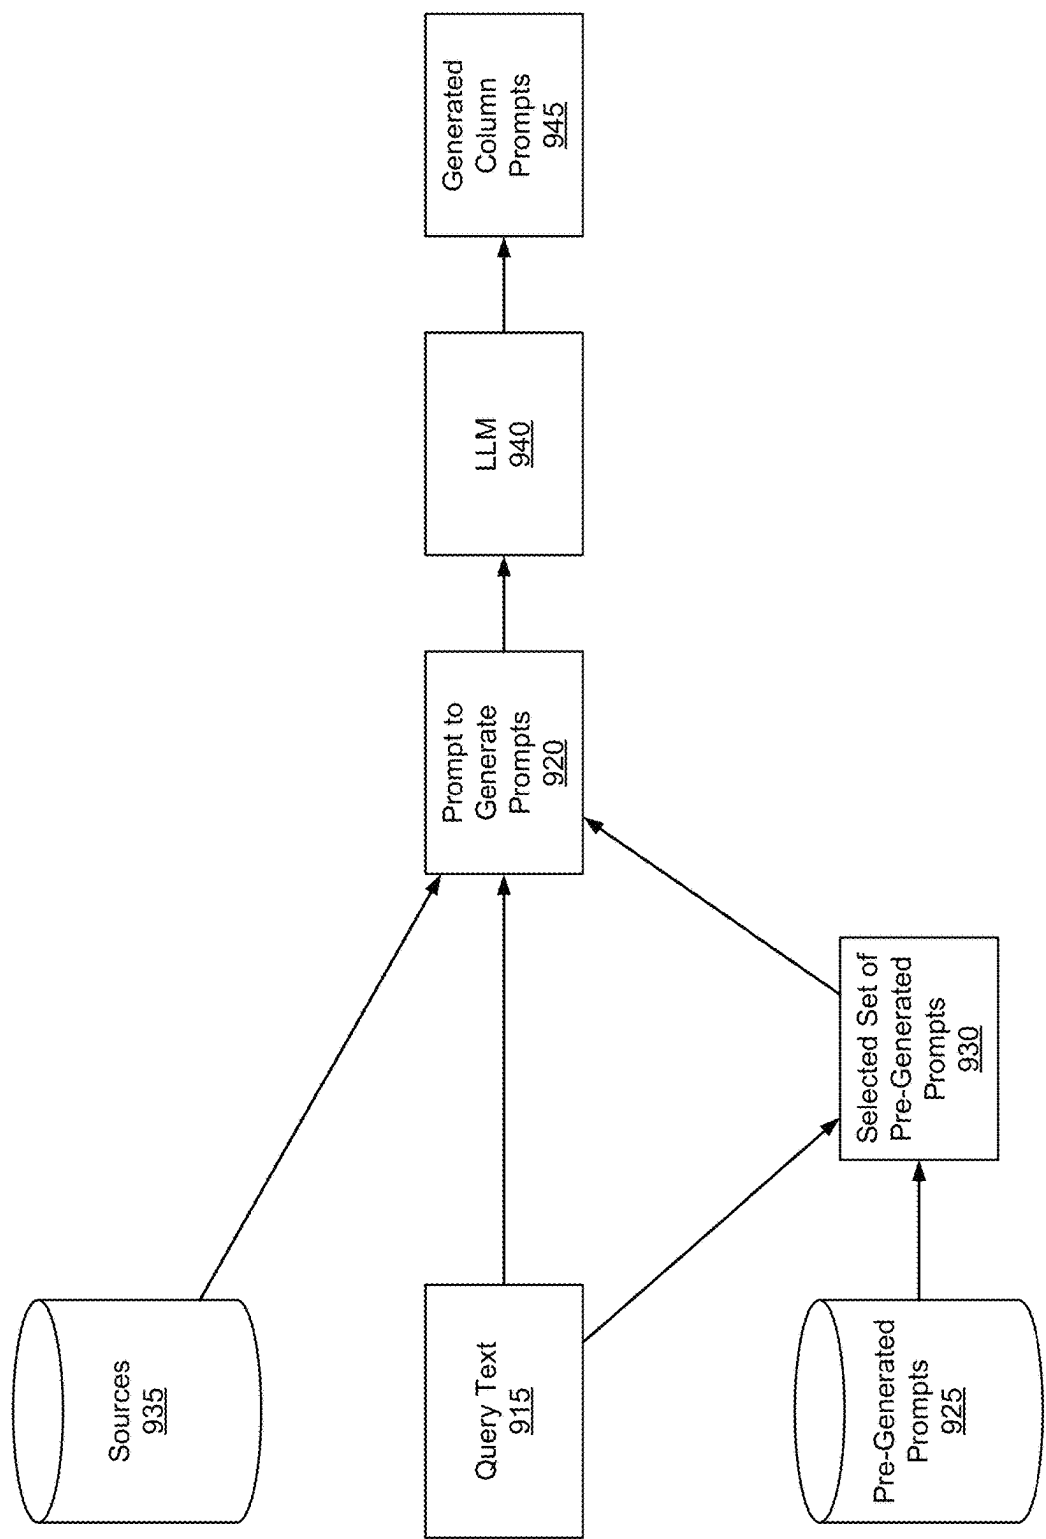 Sources
935
Query Text
915
Pre-Generated
Prompts
925
Selected Set of
Pre-Generated
Prompts
930
Prompt to
Generate
Prompts
920
LLM
940
Generated
Column
Prompts
945